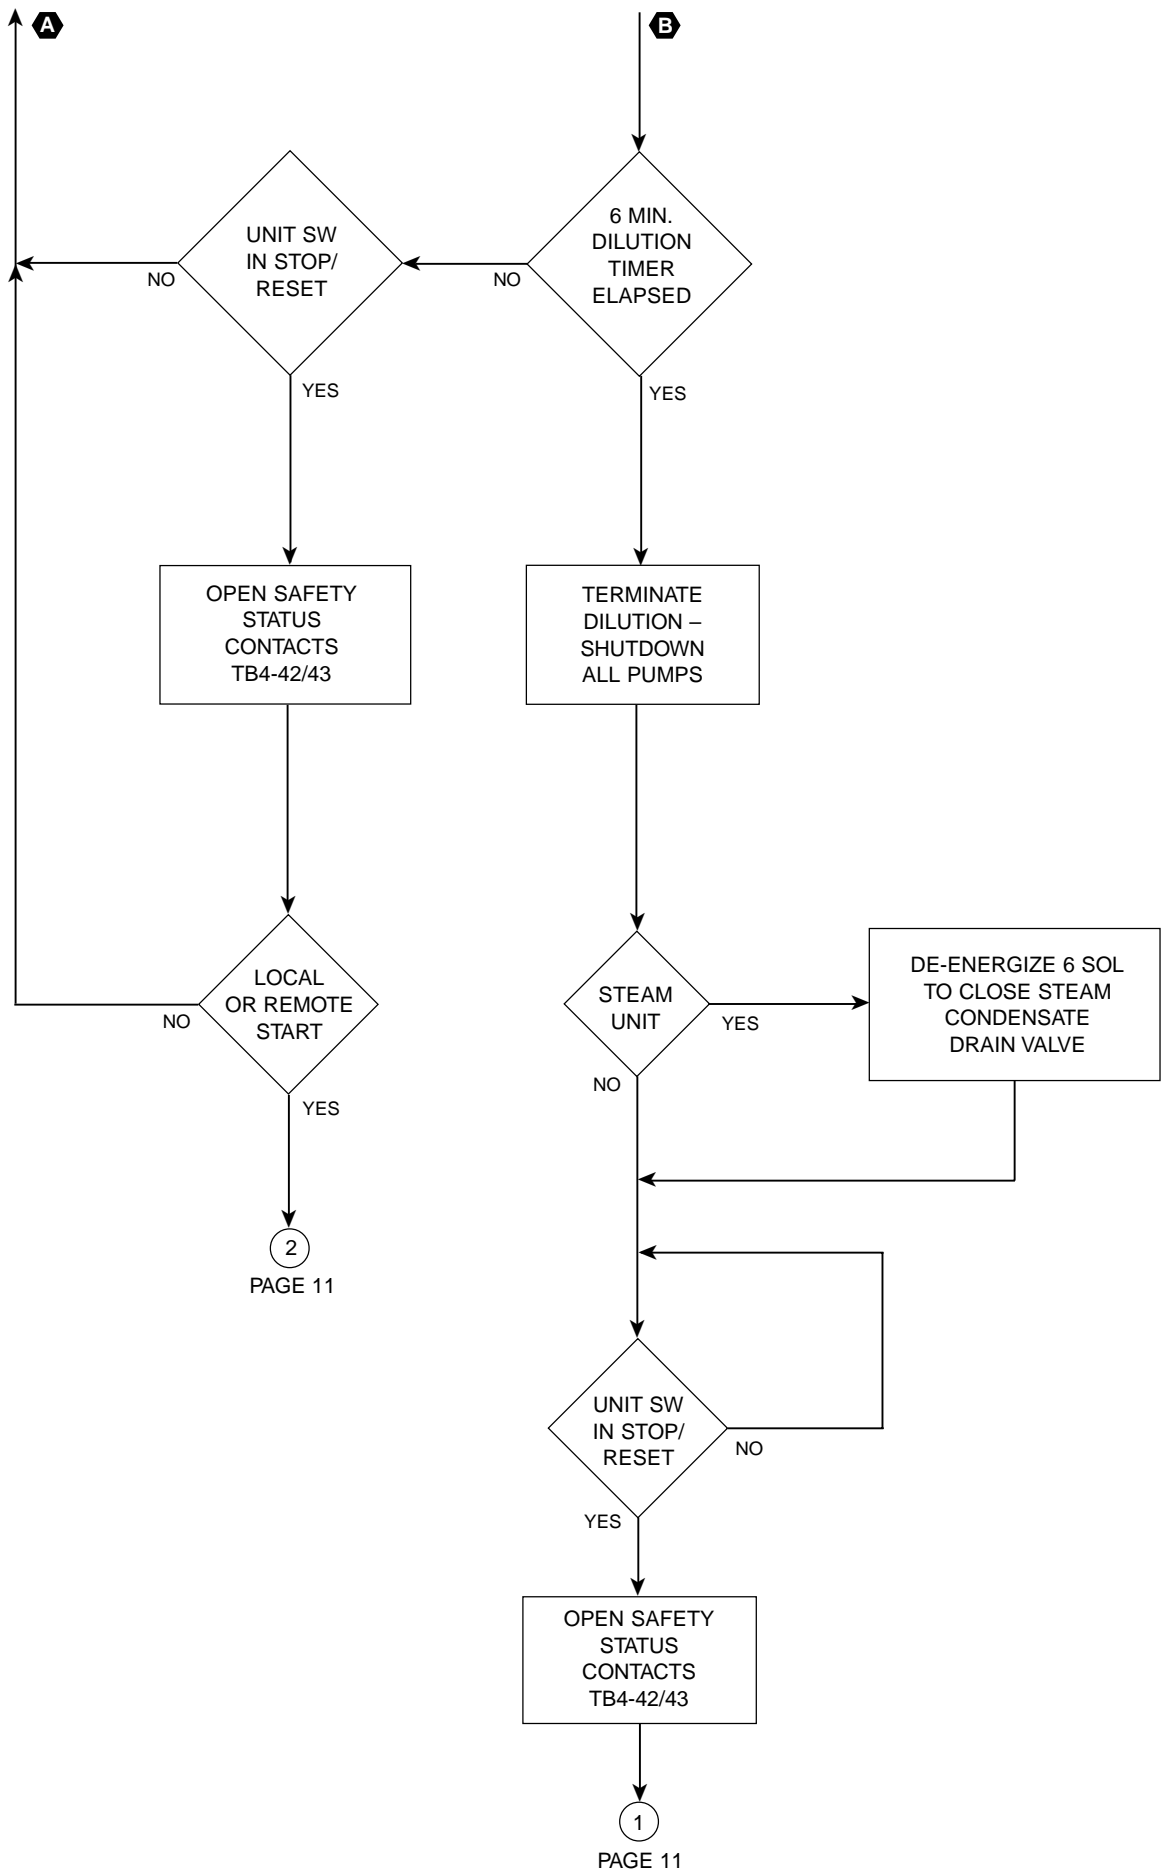 A
B
UNIT SW
IN STOP/
RESET
6 MIN.
DILUTION
TIMER
ELAPSED
NO
NO
YES
YES
OPEN SAFETY
STATUS
CONTACTS
TB4-42/43
TERMINATE
DILUTION –
SHUTDOWN
ALL PUMPS
LOCAL
OR REMOTE
START
NO
YES
STEAM
UNIT
YES
NO
DE-ENERGIZE 6 SOL
TO CLOSE STEAM
CONDENSATE
DRAIN VALVE
2
PAGE 11
UNIT SW
IN STOP/
RESET
NO
YES
OPEN SAFETY
STATUS
CONTACTS
TB4-42/43
1
PAGE 11